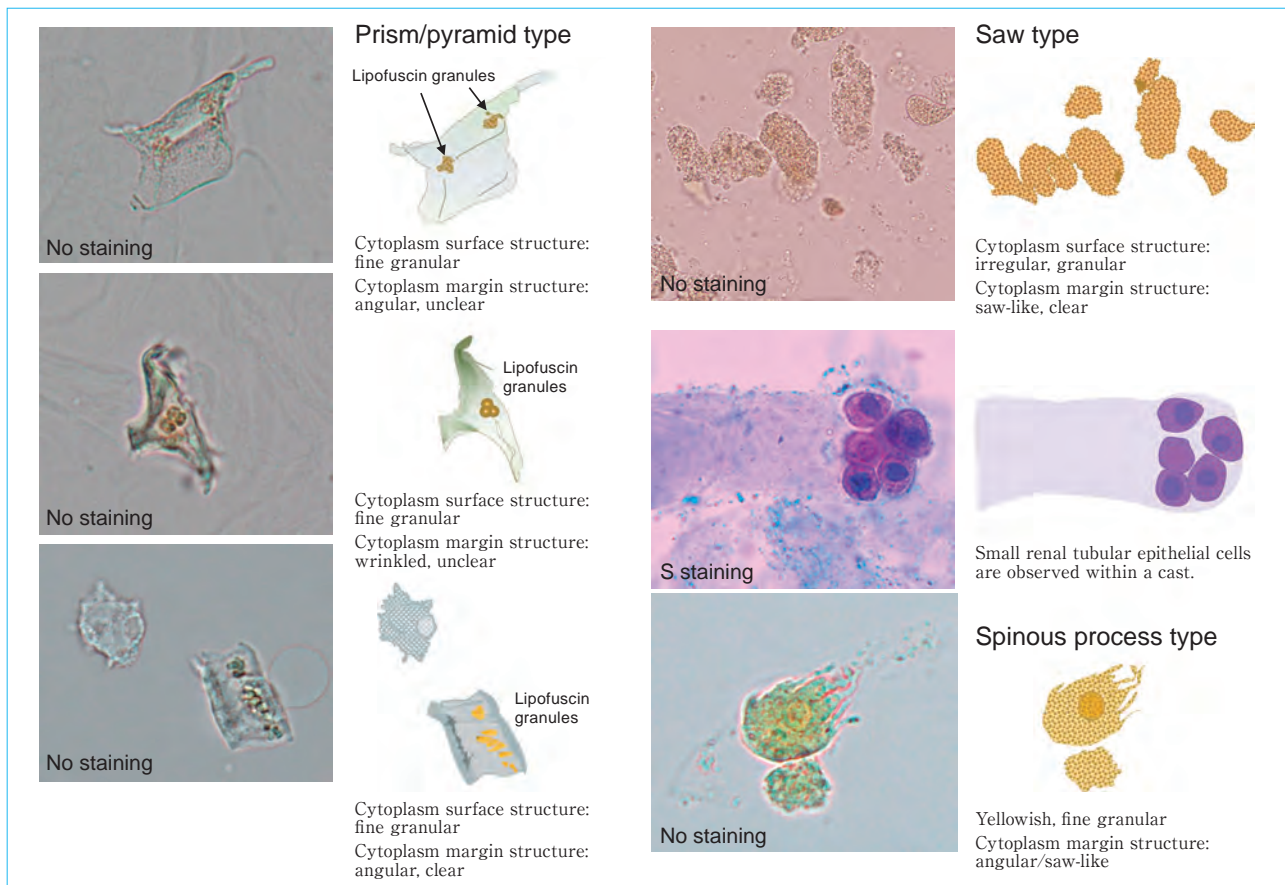 Prism/pyramid type
Lipofuscin granules
No staining
Cytoplasm surface structure:
fine granular
Cytoplasm margin structure:
angular, unclear
Lipofuscin
granules
No staining
Cytoplasm surface structure:
fine granular
Cytoplasm margin structure:
wrinkled, unclear
Lipofuscin
granules
No staining
Cytoplasm surface structure:
fine granular
Cytoplasm margin structure:
angular, clear
Saw type
No staining
Cytoplasm surface structure:
irregular, granular
Cytoplasm margin structure:
saw-like, clear
S staining
Small renal tubular epithelial cells
are observed within a cast.
Spinous process type
No staining
Yellowish, fine granular
Cytoplasm margin structure:
angular/saw-like